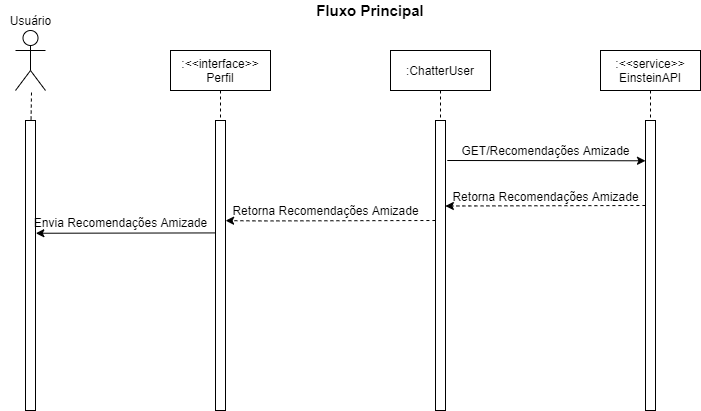 Fluxo Principal
Usuário
:<<interface>>
Perfil
:ChatterUser
:<<service>>
EinsteinAPI
GET/Recomendações Amizade
Retorna Recomendações Amizade
Retorna Recomendações Amizade
Envia Recomendações Amizade